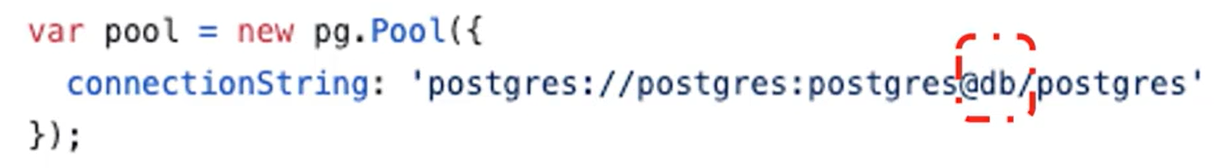 var pool = new pg.Pool({
  connectionString: 'postgres://postgres:postgres@db/postgres'
});